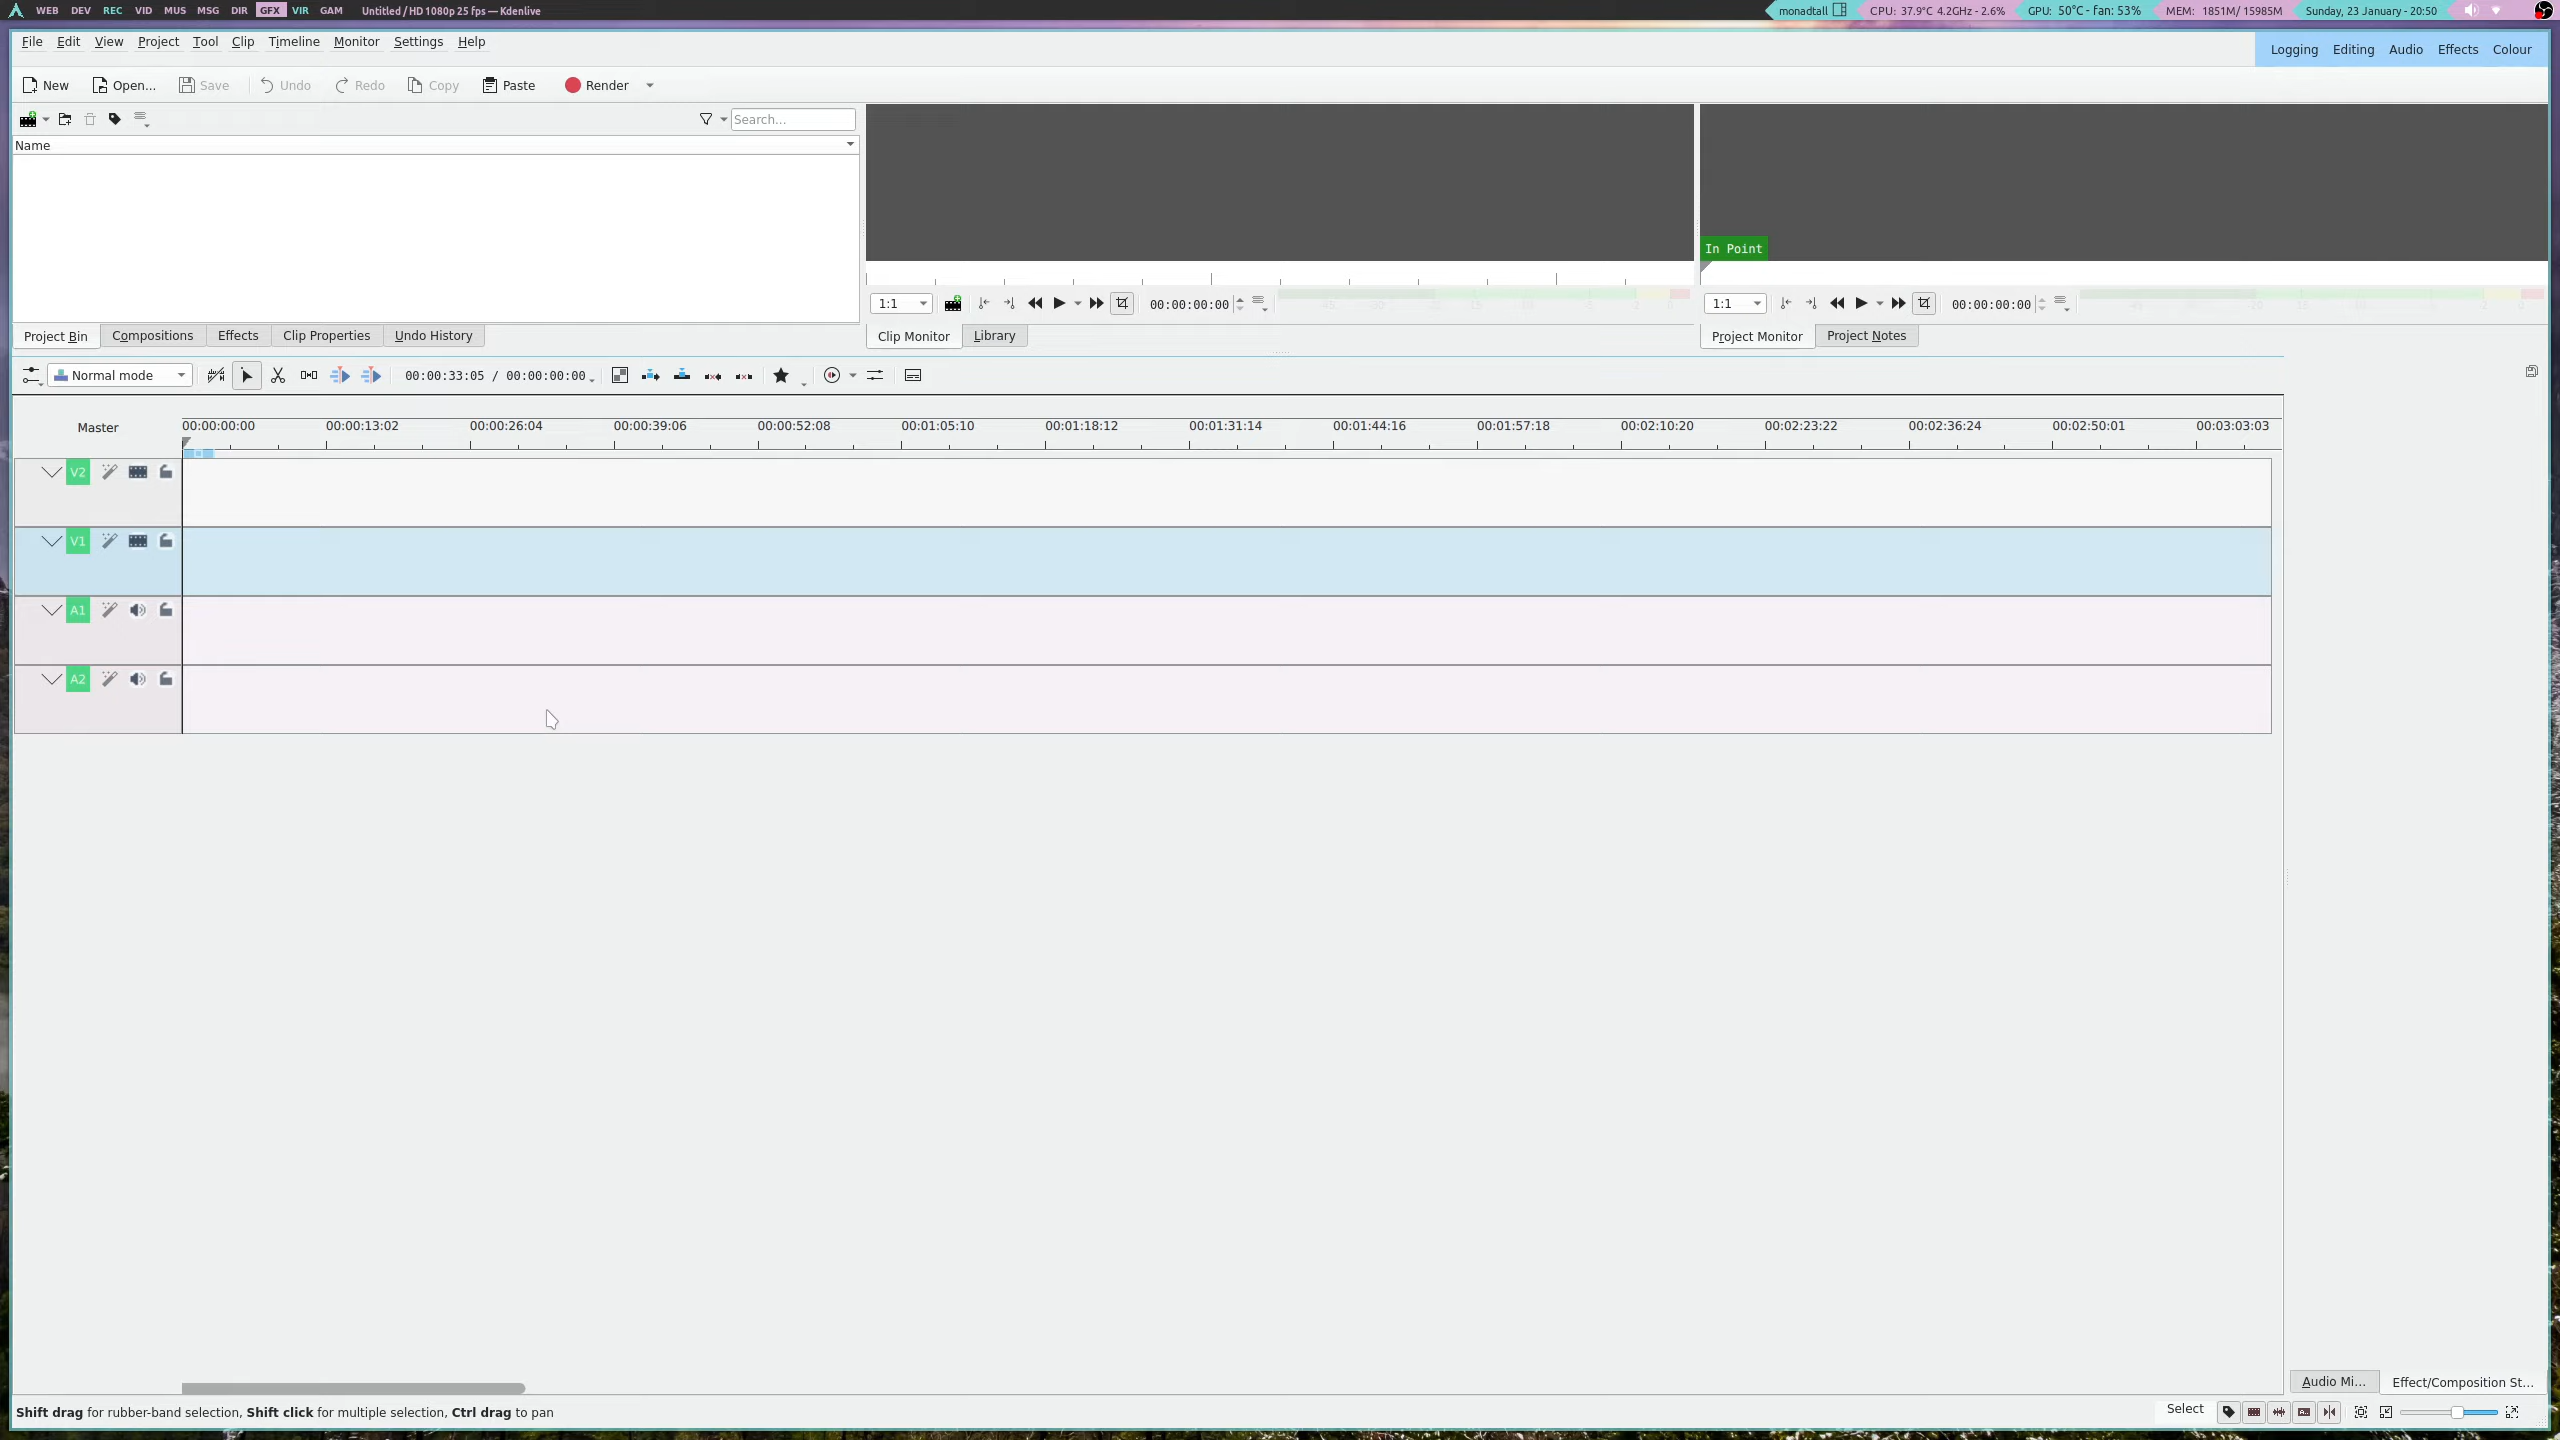 WEB DEV REC VID MUS MSG DIR GFX VIR GAM Untitled / HD 1080p 25 fps — Kdenlive monadtall CPU: 37.9°C 4.2GHz - 2.6% GPU: 50°C - fan: 53% MEM: 1851M/ 15985M Sunday, 23 January - 20:50
File Edit View Project Tool Clip Timeline Monitor Settings Help Logging Editing Audio Effects Colour
New Open... Save Undo Redo Copy Paste Render
Search...
Name
In Point
1:1 00:00:00:00 1:1 00:00:00:00
Project Bin Compositions Effects Clip Properties Undo History Clip Monitor Library Project Monitor Project Notes
Normal mode 00:00:33:05 / 00:00:00:00
Master 00:00:00:00 00:00:13:02 00:00:26:04 00:00:39:06 00:00:52:08 00:01:05:10 00:01:18:12 00:01:31:14 00:01:44:16 00:01:57:18 00:02:10:20 00:02:23:22 00:02:36:24 00:02:50:01 00:03:03:03
V2
V1
A1
A2
Audio Mi... Effect/Composition St...
Shift drag for rubber-band selection, Shift click for multiple selection, Ctrl drag to pan Select